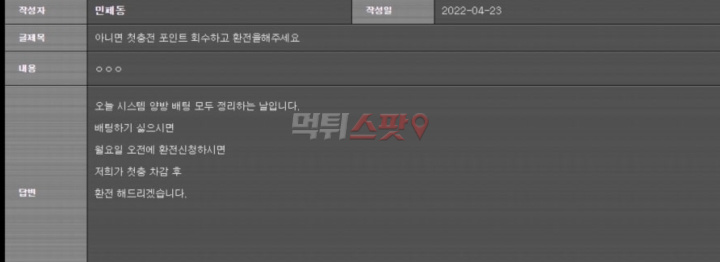 작성자 민페동 작성일 2022-04-23
글제목 아니면 첫충전 포인트 회수하고 환전율해주세요
내용 ㅇㅇㅇ
오늘 시스템 양방 배팅 모두 정리하는 날입니다.
배팅하기 싫으시면
먹튀스팟
월요일 오전에 환전신청하시면
저희가 첫충 차감 후
답변 환전 해드리겠습니다.